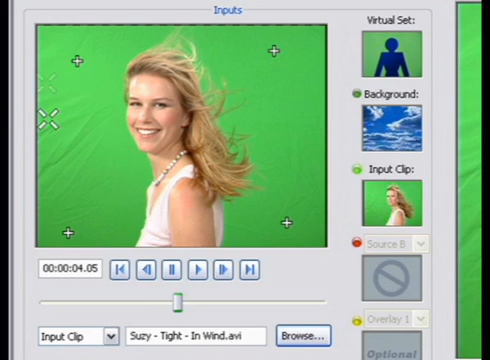 Inputs
Virtual Set:
Background:
Input Clip:
Source B
00:00:04.05
Overlay 1
Input Clip
Suzy - Tight - In Wind.avi
Browse...
Optional